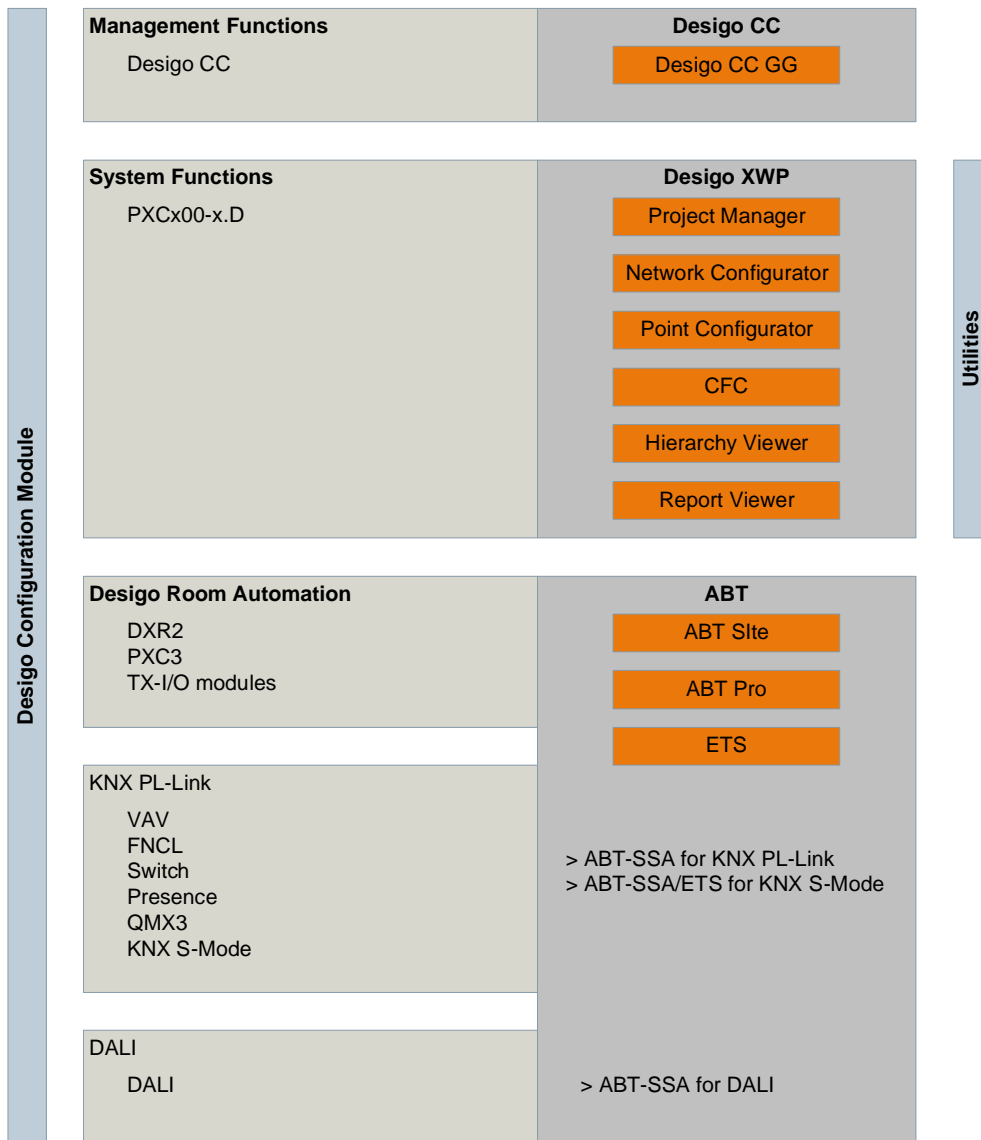 Management Functions
Desigo CC
Desigo CC
Desigo CC GG
System Functions
PXCx00-x.D
Desigo XWP
Project Manager
Network Configurator
Point Configurator
CFC
Hierarchy Viewer
Report Viewer
Utilities
Desigo Configuration Module
Desigo Room Automation
DXR2
PXC3
TX-I/O modules
ABT
ABT SIte
ABT Pro
ETS
KNX PL-Link
VAV
FNCL
Switch
Presence
QMX3
KNX S-Mode
> ABT-SSA for KNX PL-Link
> ABT-SSA/ETS for KNX S-Mode
DALI
DALI
> ABT-SSA for DALI